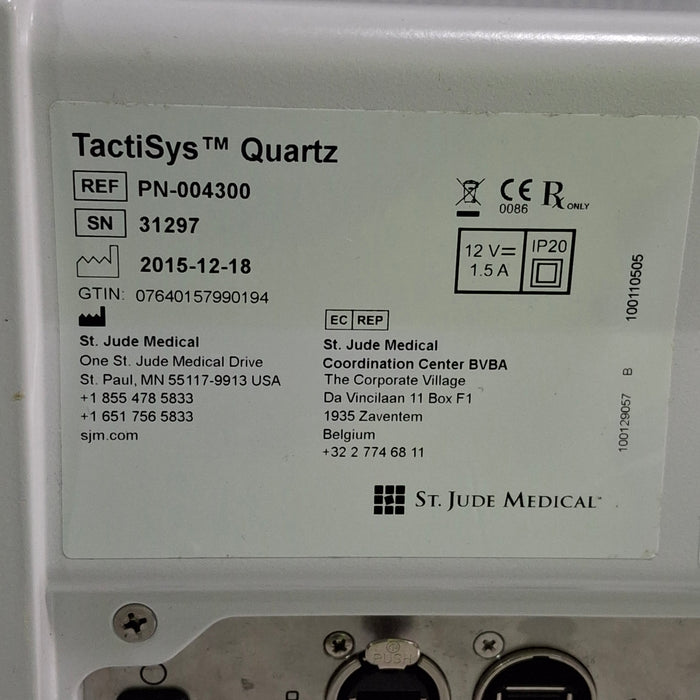 TactiSys™ Quartz
REF PN-004300
SN 31297
2015-12-18
GTIN: 07640157990194
St. Jude Medical
One St. Jude Medical Drive
St. Paul, MN 55117-9913 USA
+1 855 478 5833
+1 651 756 5833
sjm.com
CE 0086
Rx ONLY
12 V 1.5 A
IP20
EC REP
St. Jude Medical
Coordination Center BVBA
The Corporate Village
Da Vincilaan 11 Box F1
1935 Zaventem
Belgium
+32 2 774 68 11
100110505
100129057 B
ST. JUDE MEDICAL™
PUSH